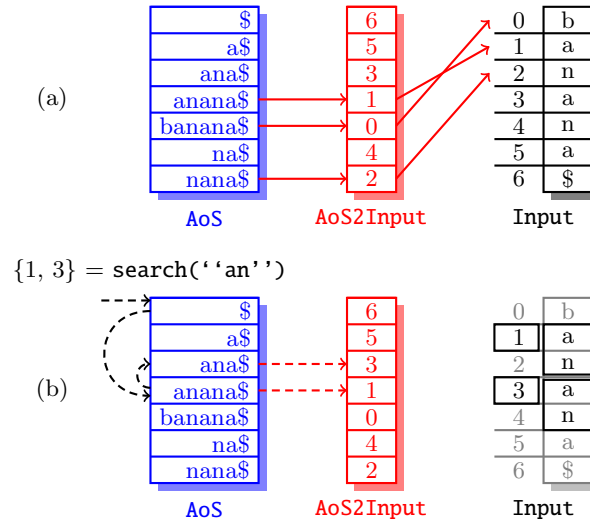 $ 6 0 b
a$ 5 1 a
ana$ 3 2 n
(a) anana$ 1 3 a
banana$ 0 4 n
na$ 4 5 a
nana$ 2 6 $
AoS AoS2Input Input
{1, 3} = search(‘‘an’’)
$ 6 0 b
a$ 5 1 a
ana$ 3 2 n
(b) anana$ 1 3 a
banana$ 0 4 n
na$ 4 5 a
nana$ 2 6 $
AoS AoS2Input Input